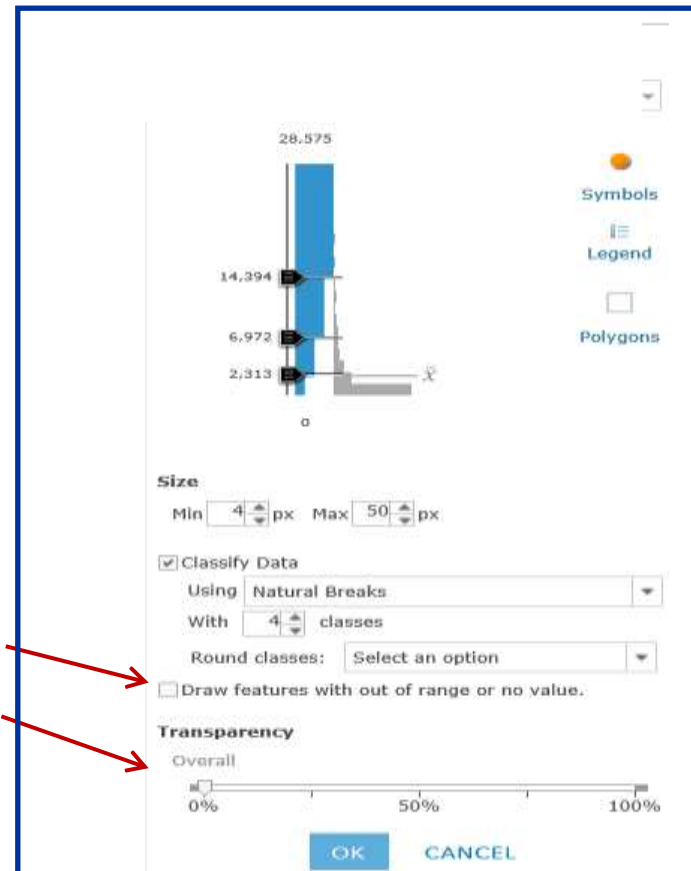 28,575
Symbols
Legend
14,394
6,972
Polygons
2,313
x̄
0
Size
Min 4 px Max 50 px
Classify Data
Using Natural Breaks
With 4 classes
Round classes: Select an option
Draw features with out of range or no value.
Transparency
Overall
0% 50% 100%
OK CANCEL